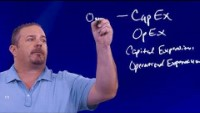 O — CapEx
OpEx
Capital Expenditures
Operational Expenditures